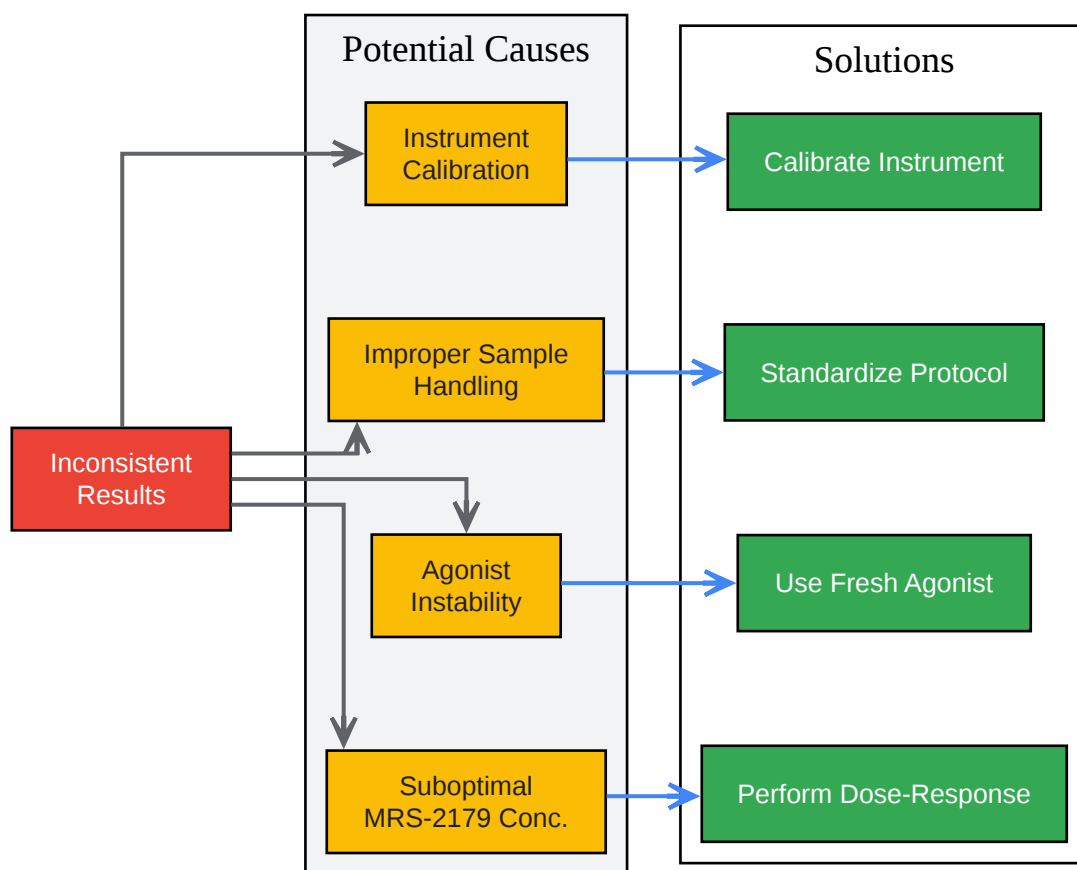 Potential Causes
Solutions
Instrument
Calibration
Calibrate Instrument
Improper Sample
Handling
Standardize Protocol
Inconsistent
Results
Agonist
Instability
Use Fresh Agonist
Suboptimal
MRS-2179 Conc.
Perform Dose-Response